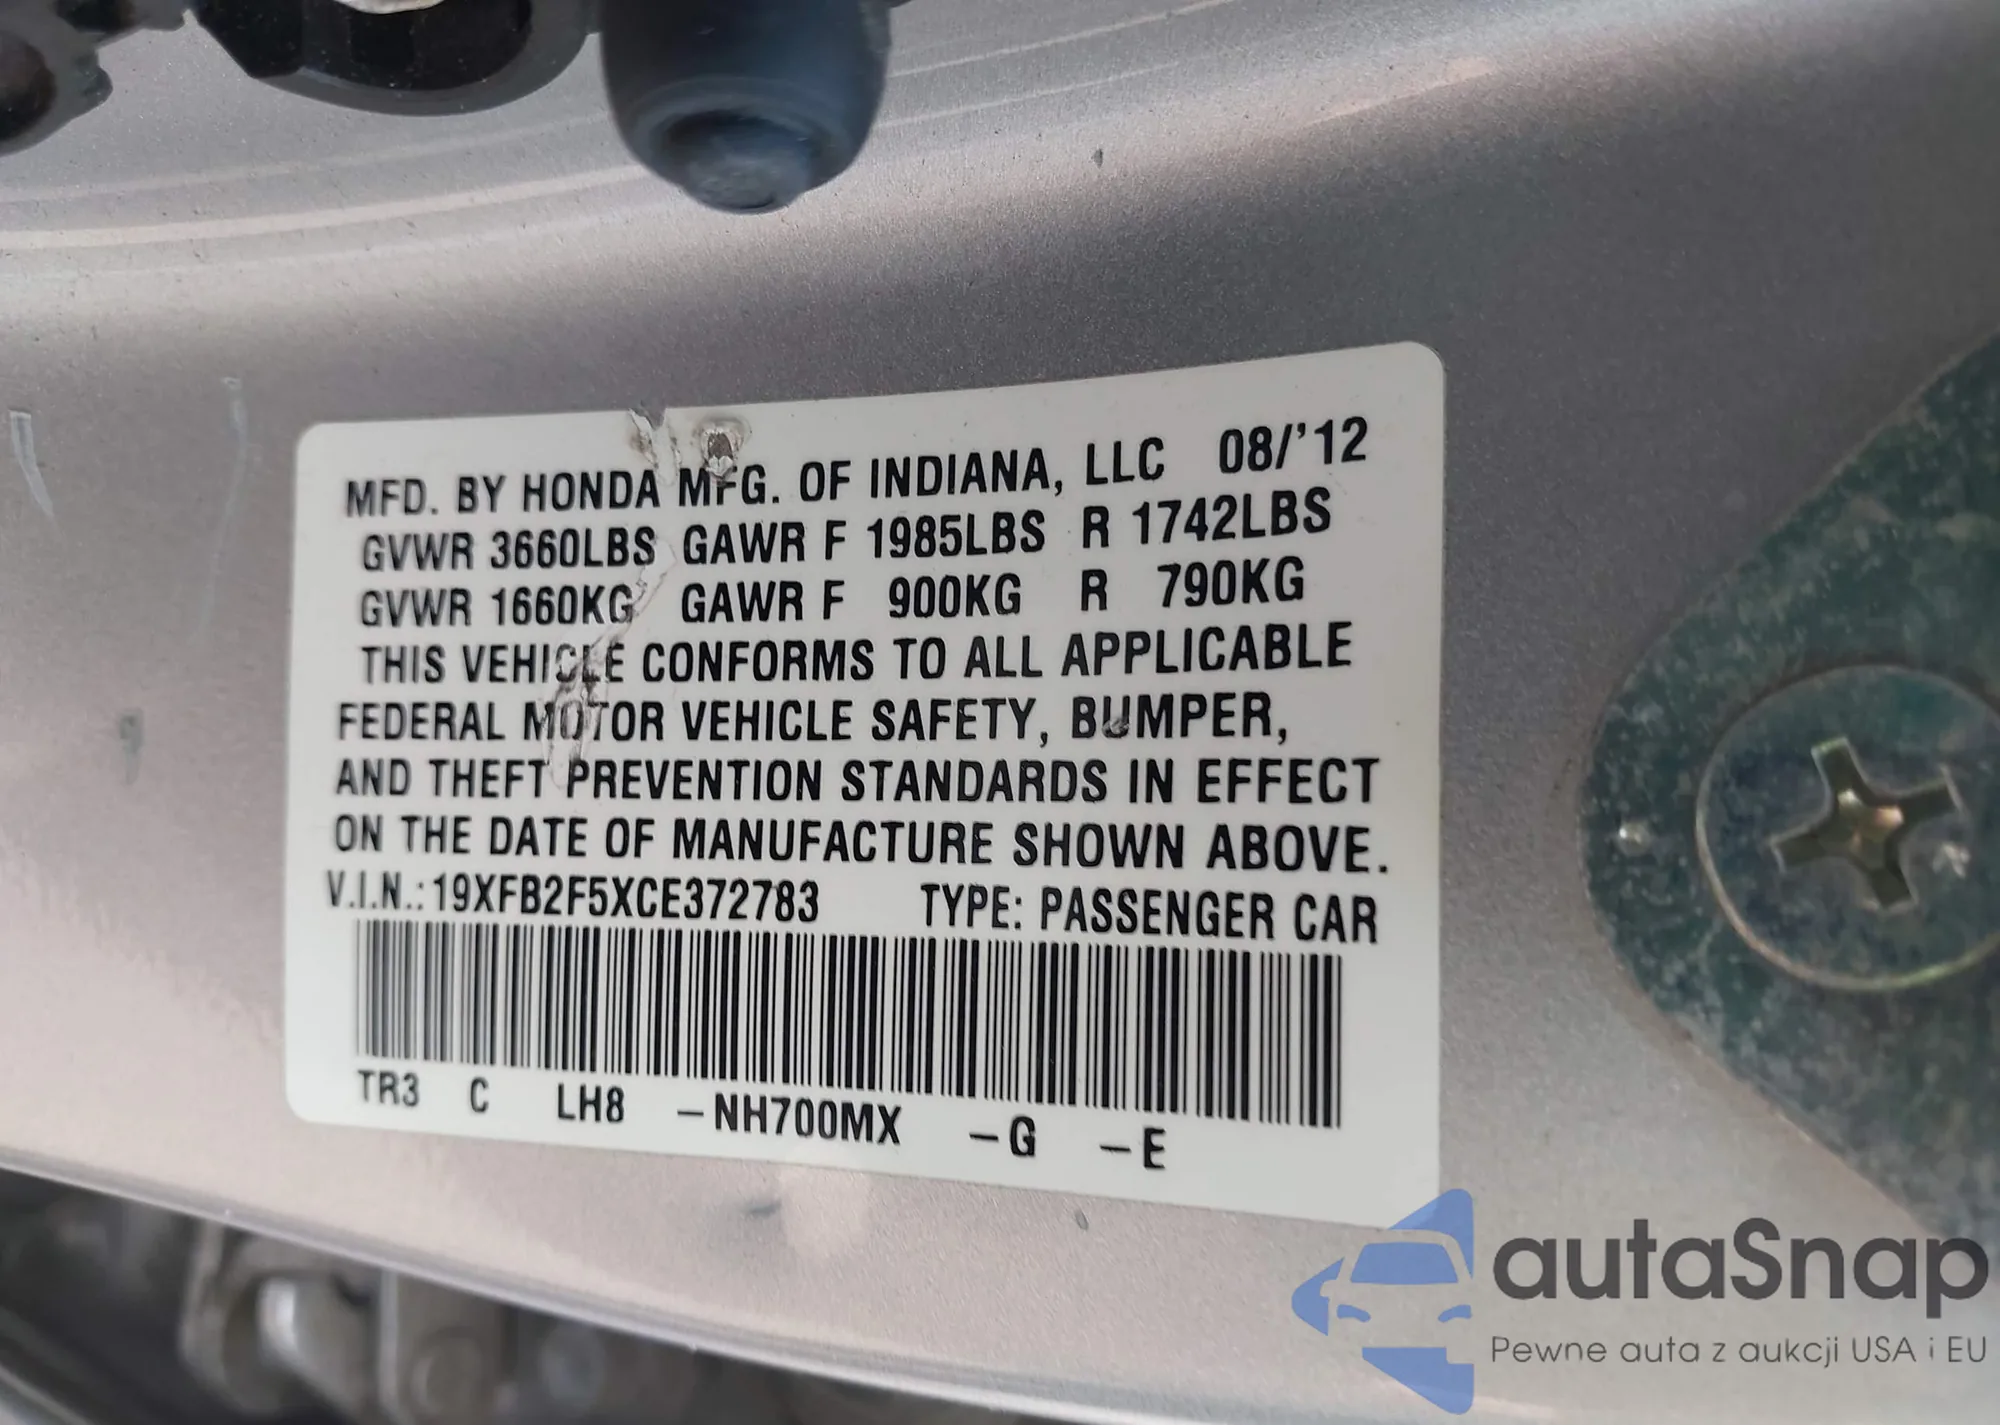 MFD. BY HONDA MFG. OF INDIANA, LLC 08/'12
GVWR 3660LBS GAWR F 1985LBS R 1742LBS
GVWR 1660KG GAWR F 900KG R 790KG
THIS VEHICLE CONFORMS TO ALL APPLICABLE
FEDERAL MOTOR VEHICLE SAFETY, BUMPER,
AND THEFT PREVENTION STANDARDS IN EFFECT
ON THE DATE OF MANUFACTURE SHOWN ABOVE.
V.I.N.: 19XFB2F5XCE372783 TYPE: PASSENGER CAR
TR3 C LH8 -NH700MX -G -E
autaSnap
Pewne auta z aukcji USA i EU